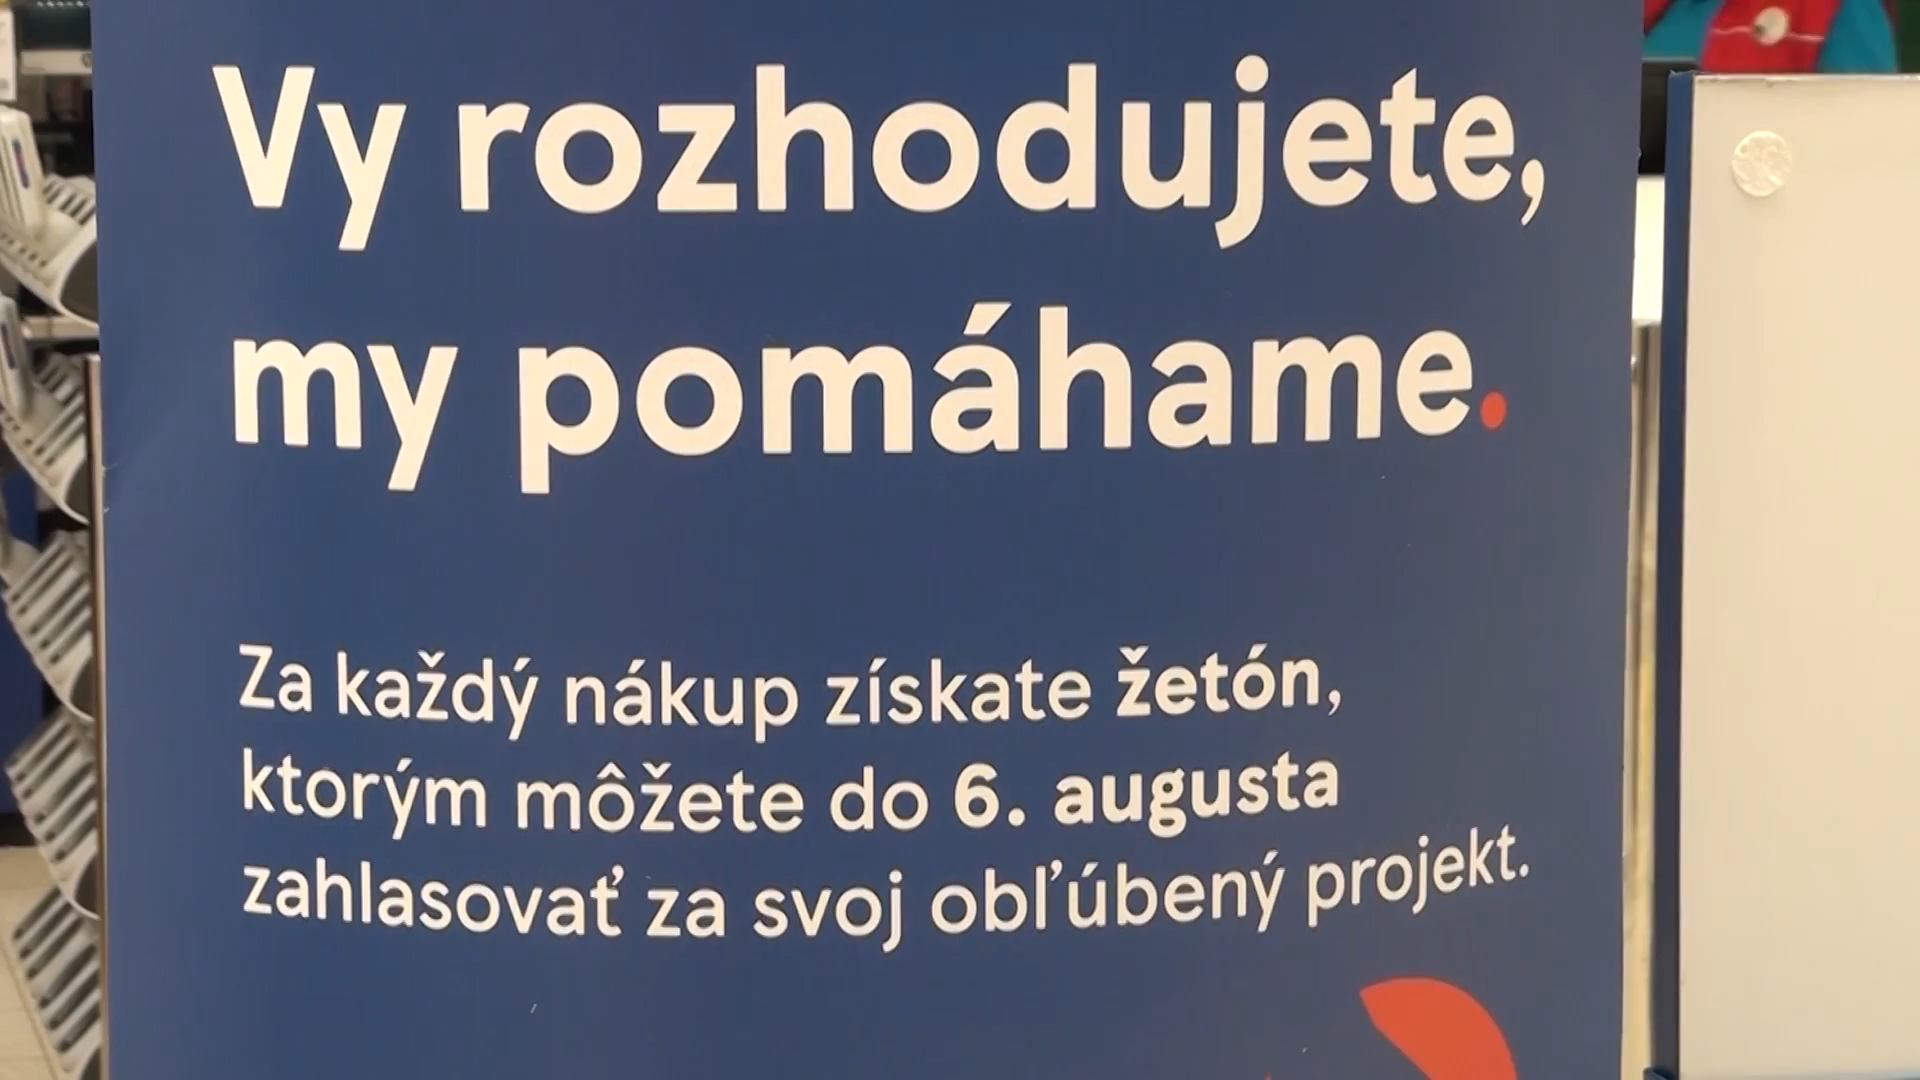 Vy rozhodujete,
my pomáhame.
Za každý nákup získate žetón,
ktorým môžete do 6. augusta
zahlasovať za svoj obľúbený projekt.